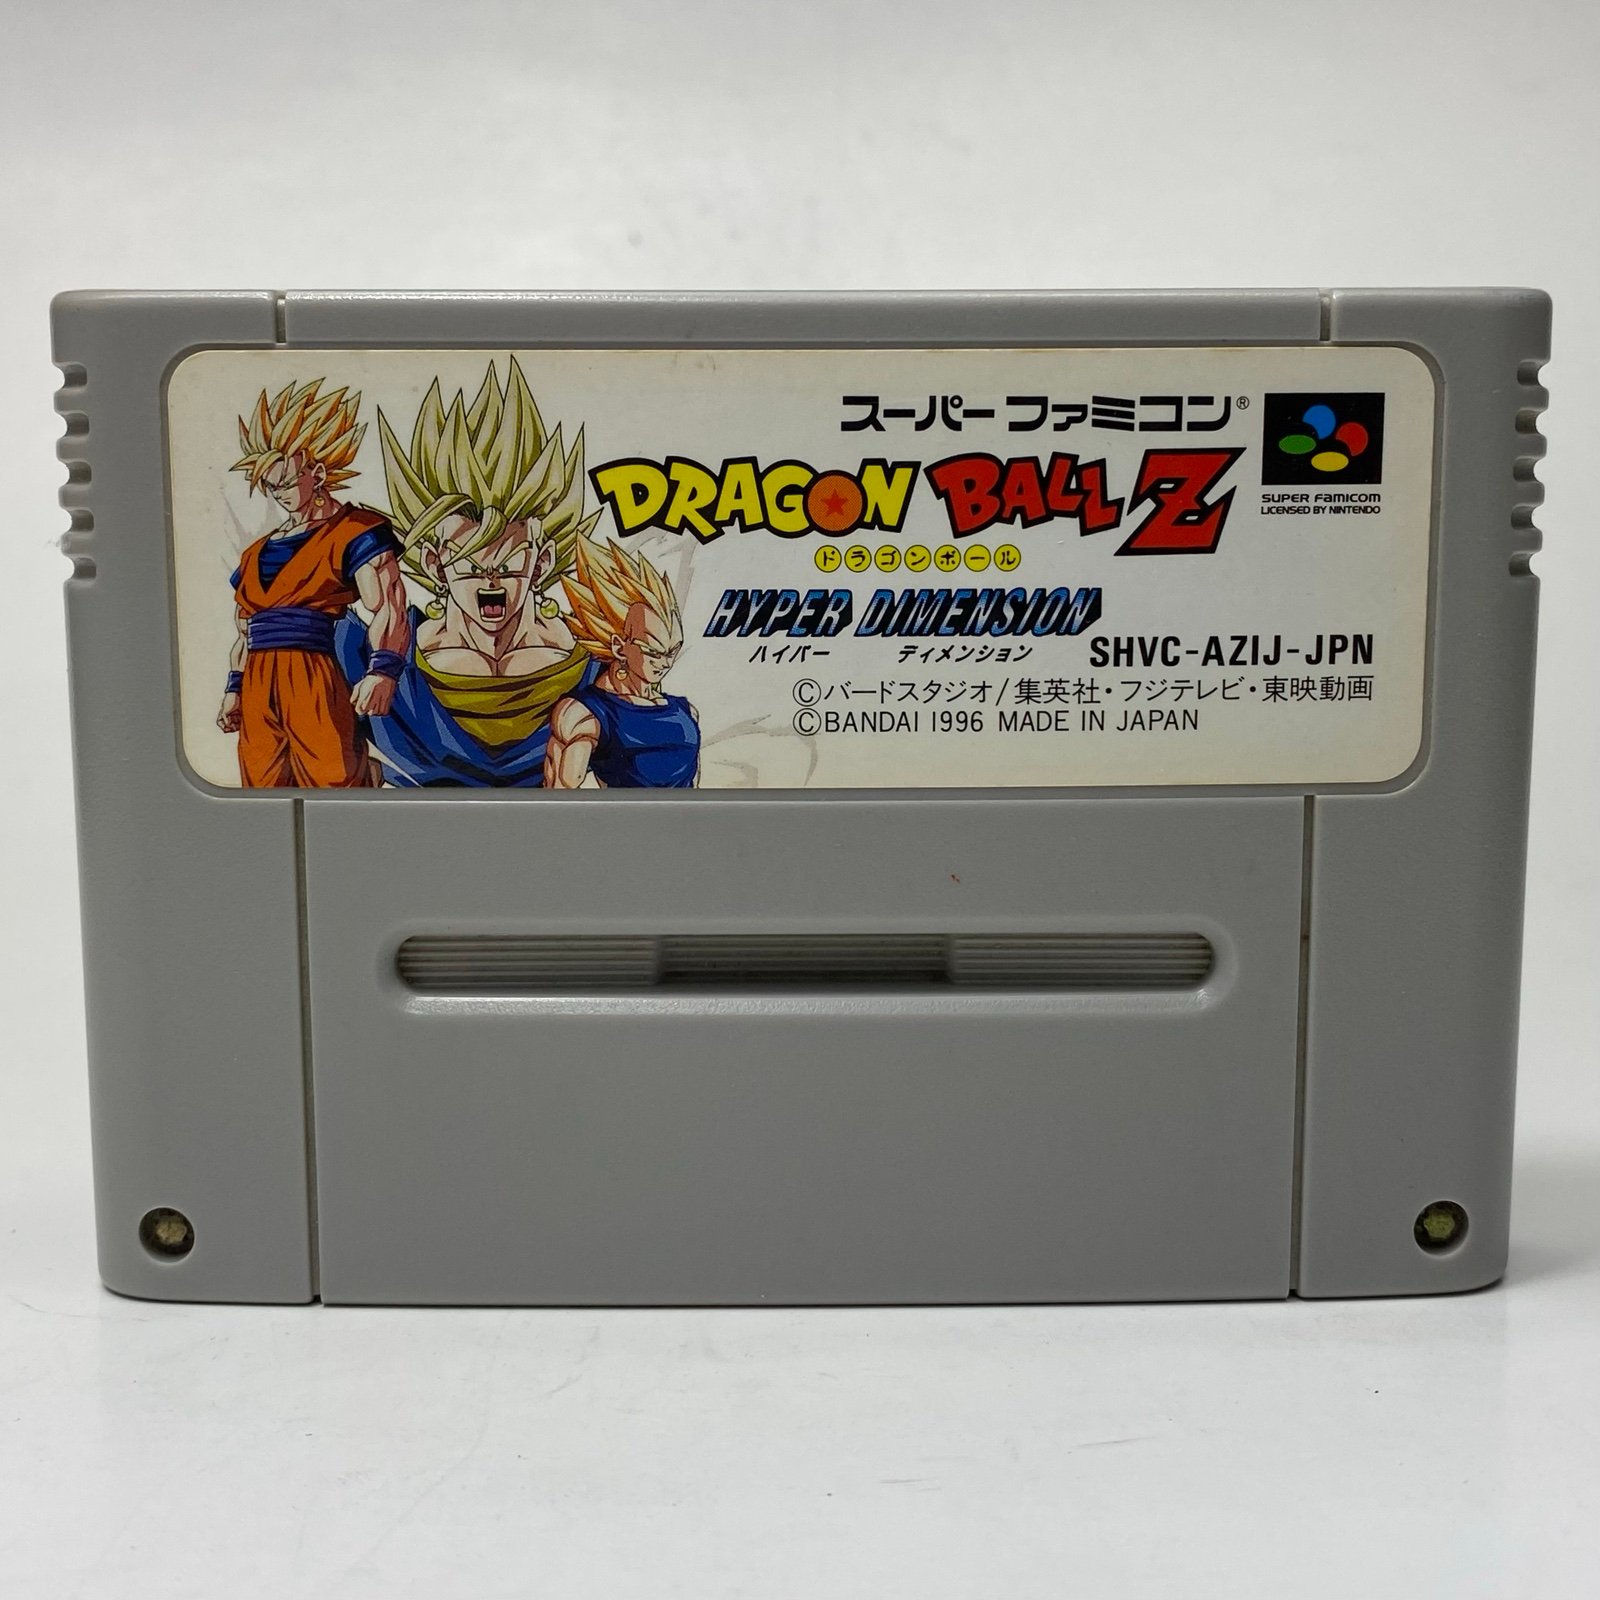 スーパーファミコン®
DRAGON BALL Z
ドラゴンボール
HYPER DIMENSION
ハイパー ディメンション
SUPER FAMICOM
LICENSED BY NINTENDO
SHVC-AZIJ-JPN
©バードスタジオ/集英社・フジテレビ・東映動画
©BANDAI 1996 MADE IN JAPAN